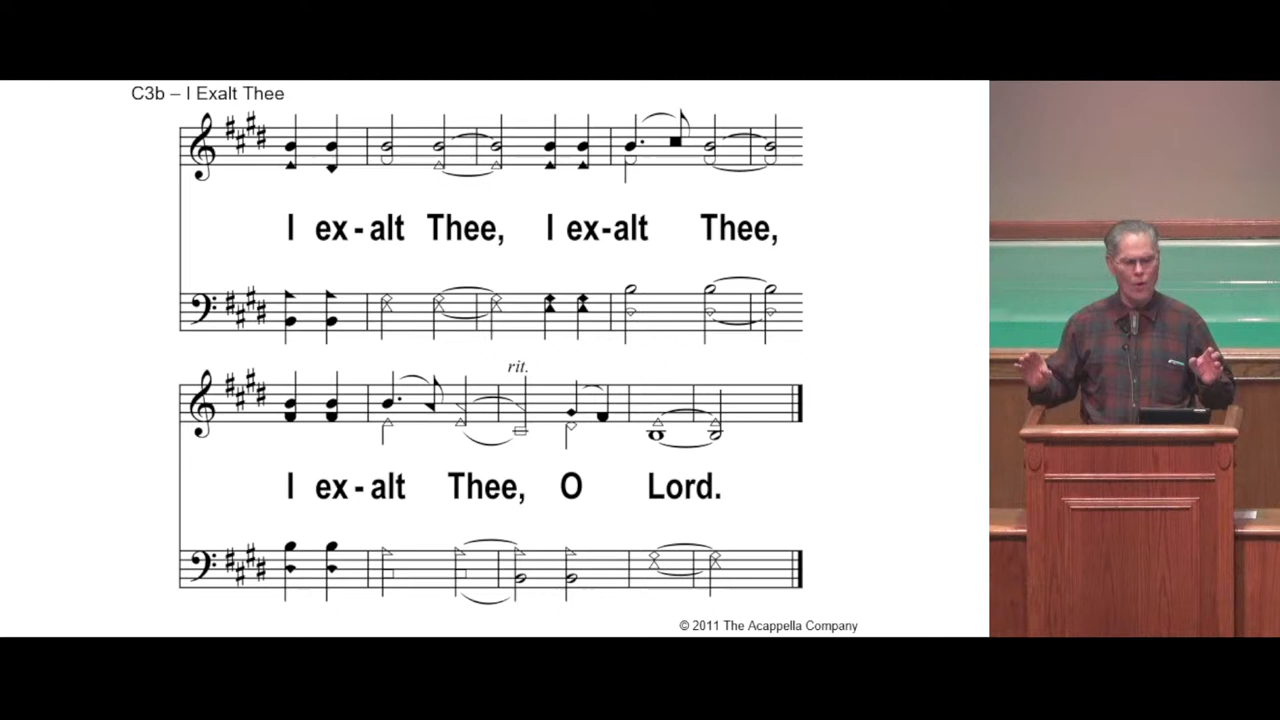 C3b – I Exalt Thee
I ex - alt Thee, I ex-alt Thee,
rit.
I ex - alt Thee, O Lord.
© 2011 The Acappella Company